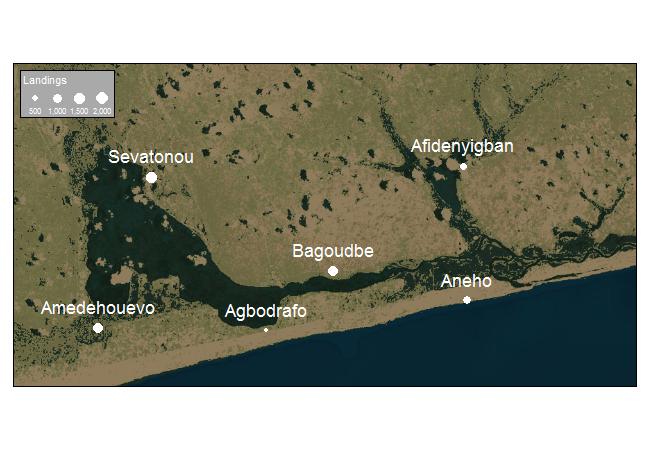 Landings
500 1,000 1,500 2,000
Afidenyigban
Sevatonou
Bagoudbe
Aneho
Amedehouevo
Agbodrafo